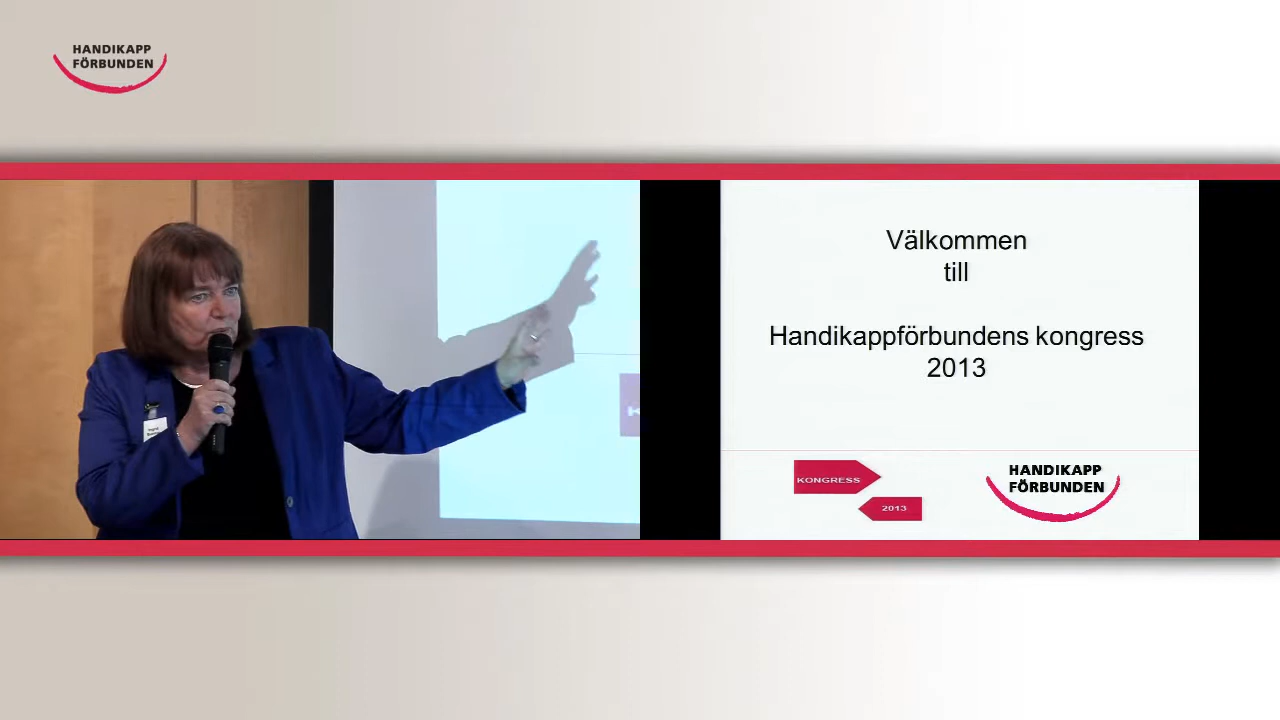 HANDIKAPP
FÖRBUNDEN
Välkommen
till
Handikappförbundens kongress
2013
KONGRESS
2013
HANDIKAPP
FÖRBUNDEN